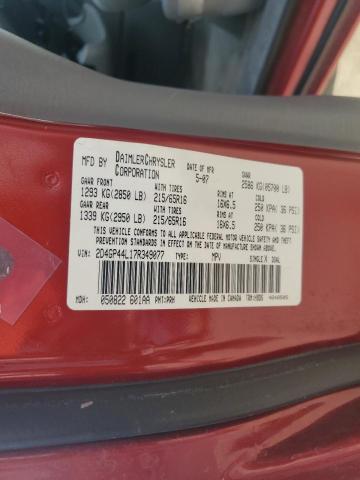 MFD BY: DAIMLERCHRYSLER CORPORATION
DATE OF MFR 5-07
GVWR 2586 KG(05700 LB)
GAWR FRONT 1293 KG(2850 LB)
WITH TIRES 215/65R16
RIMS AT 16X6.5
250 KPA( 36 PSI)
GAWR REAR 1339 KG(2950 LB)
WITH TIRES 215/65R16
RIMS AT 16X6.5
250 KPA( 36 PSI)
THIS VEHICLE CONFORMS TO ALL APPLICABLE FEDERAL MOTOR VEHICLE SAFETY AND
THEFT PREVENTION STANDARDS IN EFFECT ON THE DATE OF MANUFACTURE SHOWN ABOVE.
VIN: 2D4GP44L17R349077
TYPE: MPV
SINGLE X DUAL
MDH: 050822 601AA
PNT:PRH
VEHICLE MADE IN CANADA
TRM:H9D5